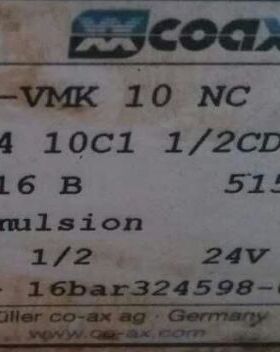 coax
-VMK 10 NC
4 10C1 1/2CD
16 B 515
mulsion
1/2 24V
- 16bar324598-
üller co-ax ag · Germany
www.co-ax.com